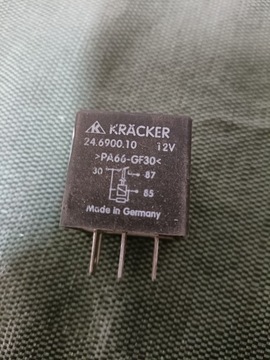 KRÄCKER
24.6900.10 12V
>PA66-GF30<
30 87
85
Made in Germany